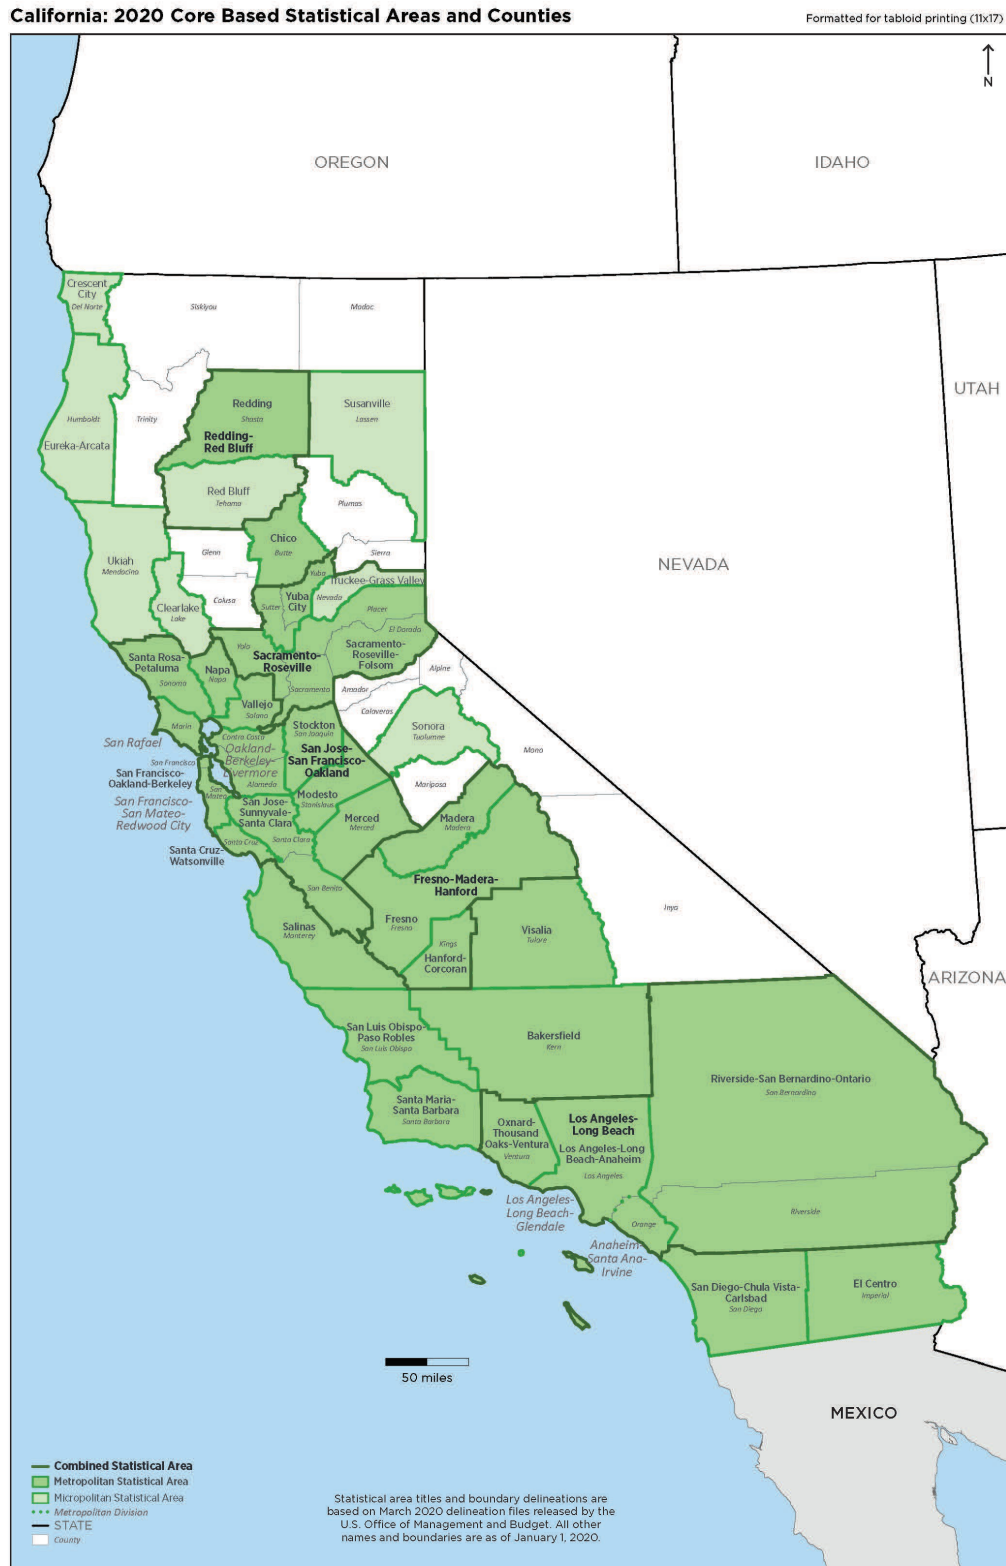 California: 2020 Core Based Statistical Areas and Counties
Formatted for tabloid printing (11x17)
N
OREGON
IDAHO
Crescent
City
Del Norte
Siskiyou
Modoc
UTAH
Redding
Shasta
Susanville
Lassen
Humboldt
Eureka-Arcata
Trinity
Redding-
Red Bluff
Red Bluff
Tehama
Plumas
Chico
Butte
Glenn
Sierra
NEVADA
Ukiah
Mendocino
Yuba
Truckee-Grass Valley
Nevada
Colusa
Clearlake
Lake
Sutter
Yuba
City
Placer
El Dorado
Yolo
Sacramento-
Roseville
Sacramento-
Roseville-
Folsom
Santa Rosa-
Petaluma
Sonoma
Napa
Napa
Alpine
Sacramento
Amador
Vallejo
Solano
Calaveras
Marin
Stockton
San Joaquin
Sonora
Tuolumne
San Rafael
Contra Costa
Oakland-
Berkeley-
Livermore
Alameda
San Jose-
San Francisco-
Oakland
Mono
San Francisco
San Francisco-
Oakland-Berkeley
San Francisco-
San Mateo-
Redwood City
San
Mateo
Modesto
Stanislaus
Mariposa
San Jose-
Sunnyvale-
Santa Clara
Merced
Merced
Madera
Madera
Santa Cruz
Santa Clara
Santa Cruz-
Watsonville
Fresno-Madera-
Hanford
San Benito
Inyo
Salinas
Monterey
Fresno
Fresno
Visalia
Tulare
Kings
Hanford-
Corcoran
ARIZONA
San Luis Obispo-
Paso Robles
San Luis Obispo
Bakersfield
Kern
Riverside-San Bernardino-Ontario
San Bernardino
Santa Maria-
Santa Barbara
Santa Barbara
Oxnard-
Thousand
Oaks-Ventura
Ventura
Los Angeles-
Long Beach
Los Angeles-Long
Beach-Anaheim
Los Angeles
Los Angeles-
Long Beach-
Glendale
Orange
Riverside
Anaheim-
Santa Ana-
Irvine
San Diego-Chula Vista-
Carlsbad
San Diego
El Centro
Imperial
50 miles
MEXICO
Combined Statistical Area
Metropolitan Statistical Area
Micropolitan Statistical Area
Metropolitan Division
STATE
County
Statistical area titles and boundary delineations are
based on March 2020 delineation files released by the
U.S. Office of Management and Budget. All other
names and boundaries are as of January 1, 2020.